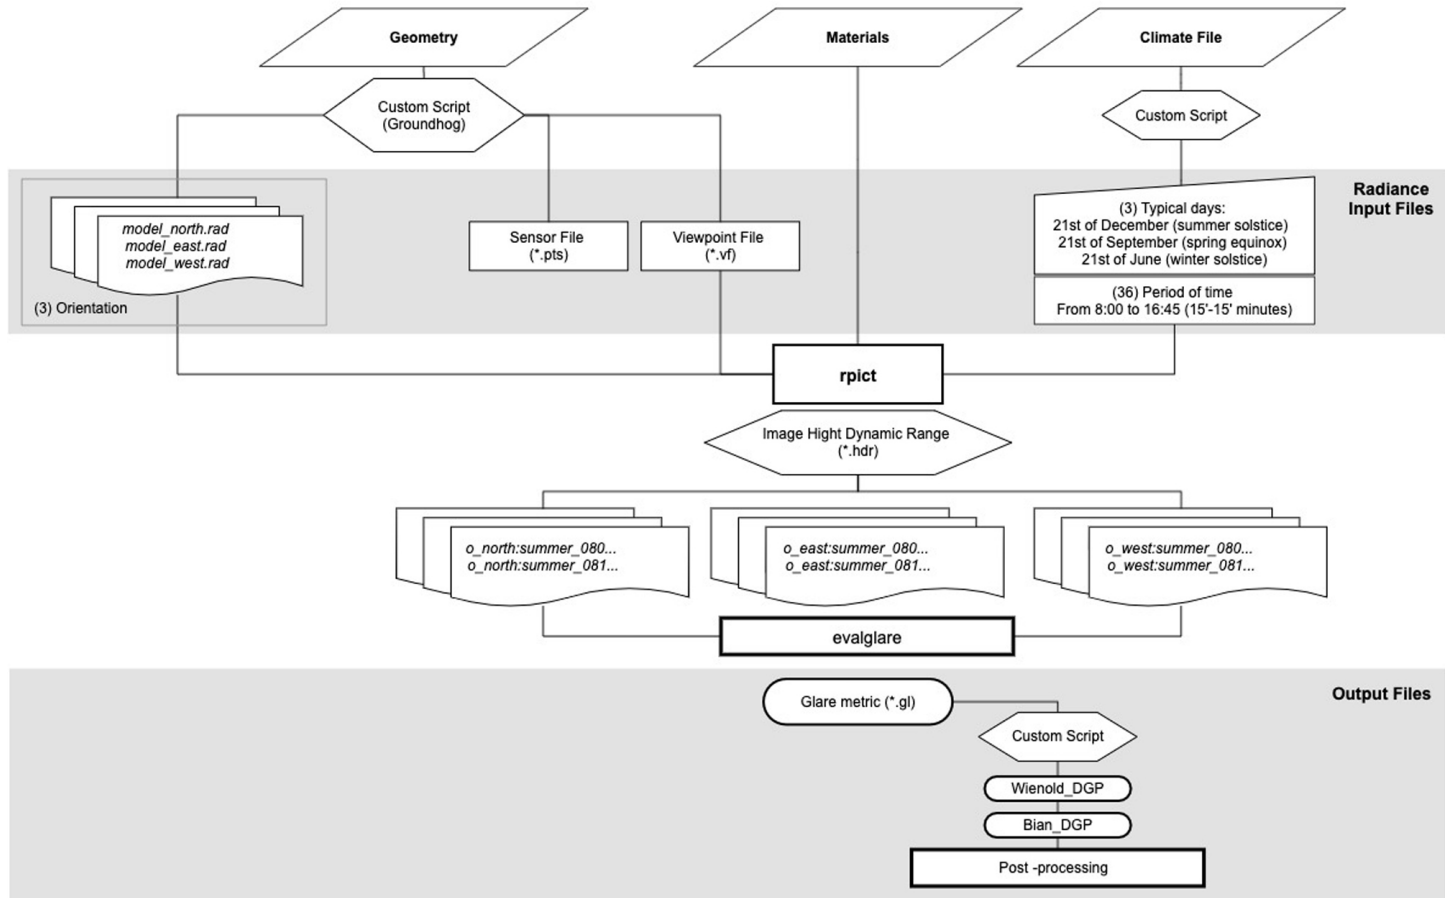 Geometry
Materials
Climate File
Custom Script
(Groundhog)
Custom Script
Radiance
Input Files
model_north.rad
model_east.rad
model_west.rad
(3) Orientation
Sensor File
(*.pts)
Viewpoint File
(*.vf)
(3) Typical days:
21st of December (summer solstice)
21st of September (spring equinox)
21st of June (winter solstice)
(36) Period of time
From 8:00 to 16:45 (15'-15' minutes)
rpict
Image Hight Dynamic Range
(*.hdr)
o_north:summer_080...
o_north:summer_081...
o_east:summer_080...
o_east:summer_081...
o_west:summer_080...
o_west:summer_081...
evalglare
Output Files
Glare metric (*.gl)
Custom Script
Wienold_DGP
Bian_DGP
Post -processing